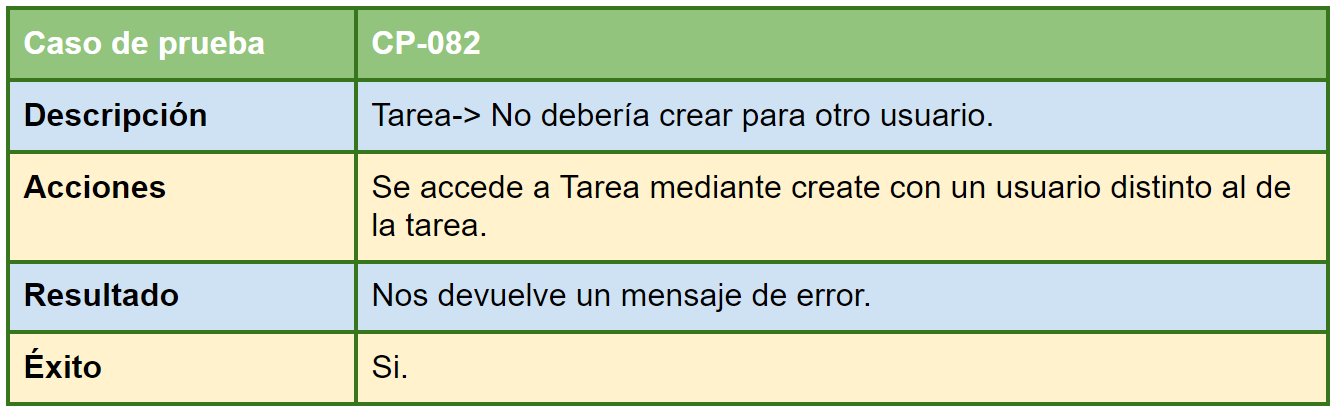 Caso de prueba CP-082
Descripción Tarea-> No debería crear para otro usuario.
Acciones Se accede a Tarea mediante create con un usuario distinto al de
la tarea.
Resultado Nos devuelve un mensaje de error.
Éxito Si.